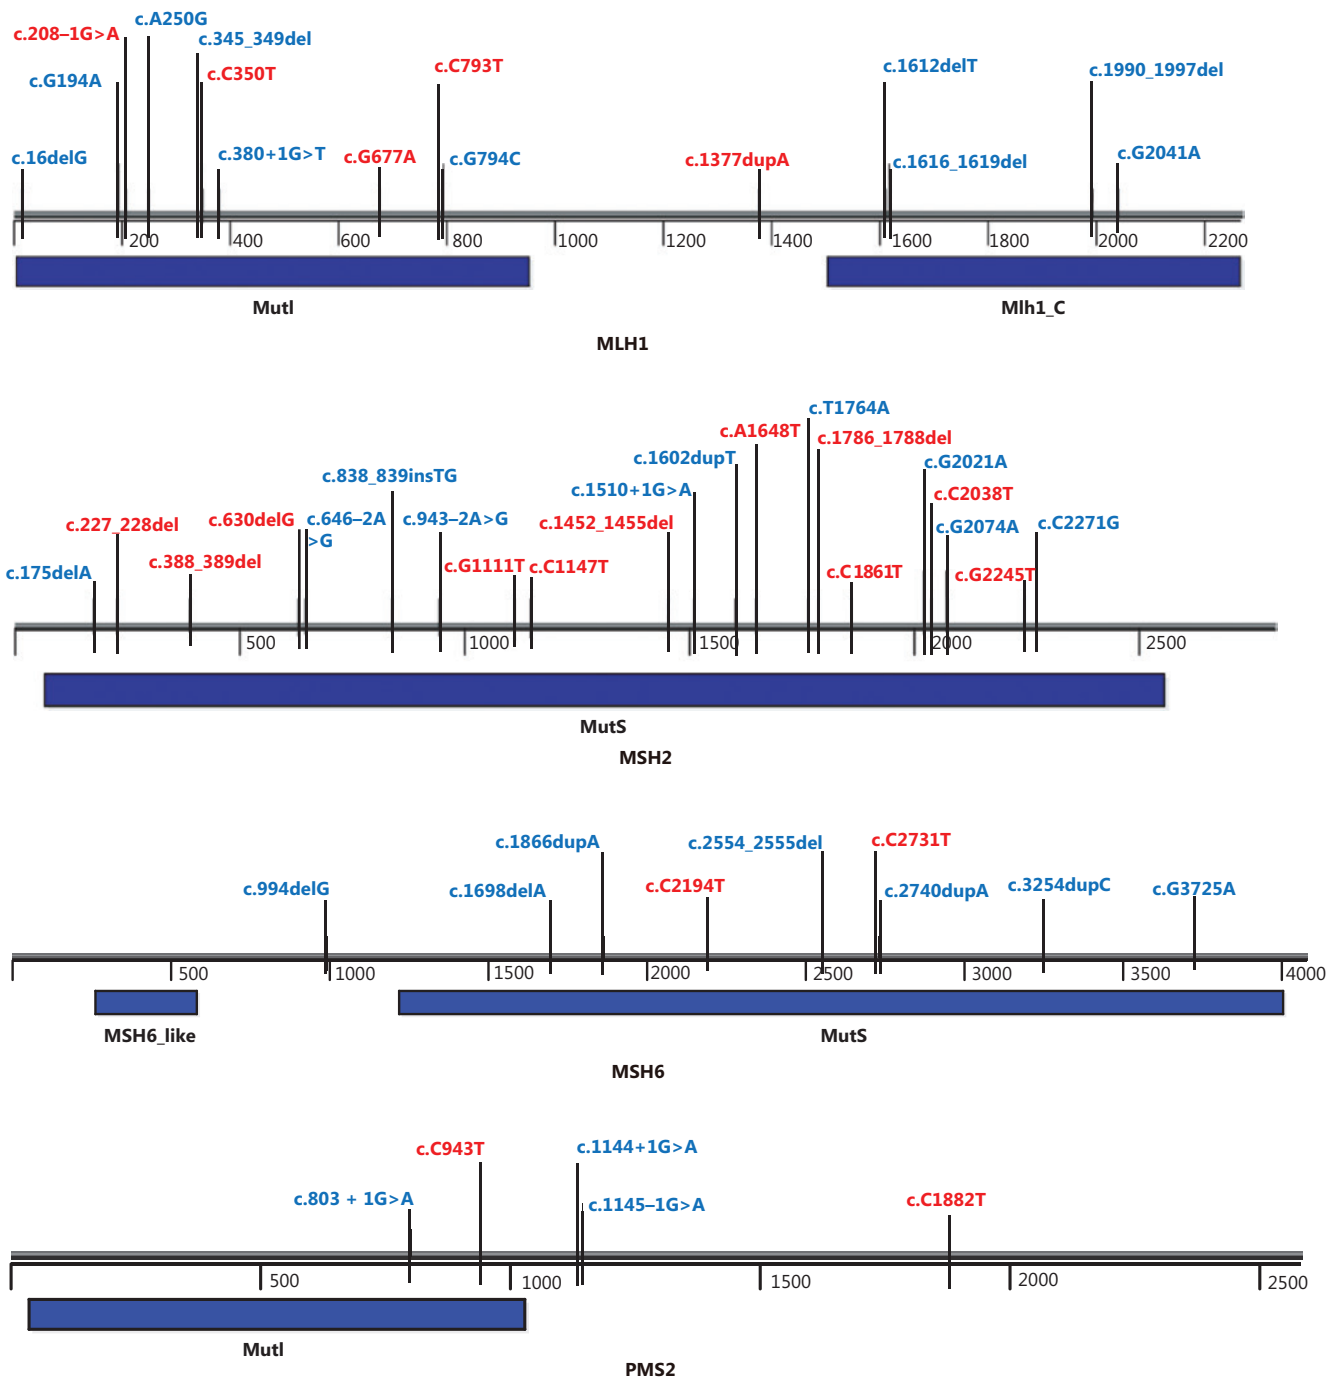 c.A250G
c.208–1G>A
c.345_349del
c.C350T
c.C793T
c.1612delT
c.1990_1997del
c.G194A
c.16delG
c.380+1G>T
c.G677A
c.G794C
c.1377dupA
c.1616_1619del
c.G2041A
200 400 600 800 1000 1200 1400 1600 1800 2000 2200
Mutl Mlh1_C
MLH1
c.T1764A
c.A1648T
c.1786_1788del
c.1602dupT
c.G2021A
c.838_839insTG
c.1510+1G>A
c.C2038T
c.227_228del
c.630delG
c.646–2A
>G
c.943–2A>G
c.1452_1455del
c.G2074A
c.C2271G
c.388_389del
c.G1111T
c.C1147T
c.C1861T
c.G2245T
c.175delA
500 1000 1500 2000 2500
MutS
MSH2
c.1866dupA
c.2554_2555del
c.C2731T
c.994delG
c.1698delA
c.C2194T
c.2740dupA
c.3254dupC
c.G3725A
500 1000 1500 2000 2500 3000 3500 4000
MSH6_like MutS
MSH6
c.C943T
c.1144+1G>A
c.803 + 1G>A
c.1145–1G>A
c.C1882T
500 1000 1500 2000 2500
Mutl
PMS2